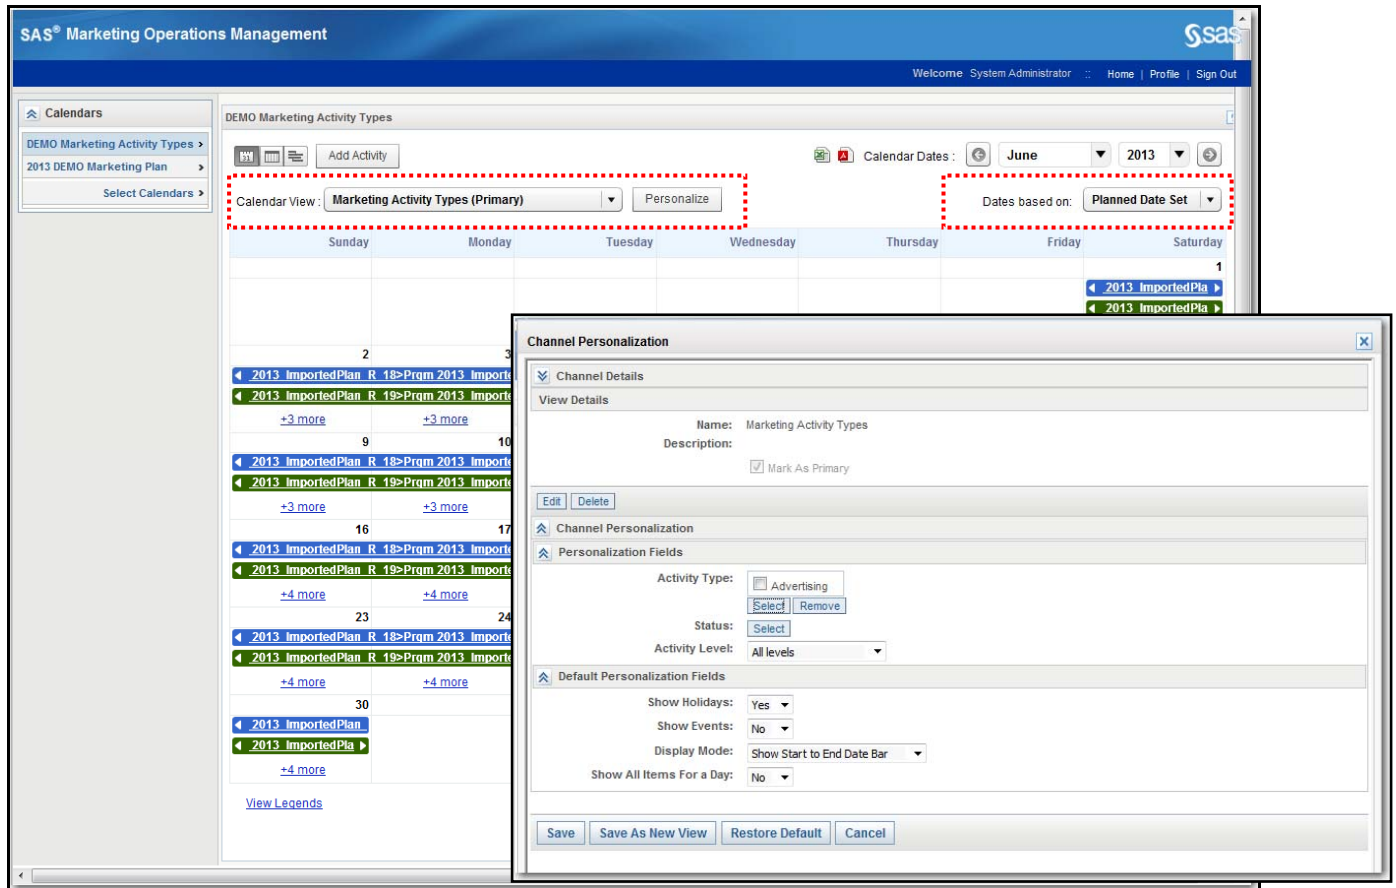 SAS® Marketing Operations Management
sas
Welcome System Administrator :: Home | Profile | Sign Out
Calendars
DEMO Marketing Activity Types
2013 DEMO Marketing Plan
Select Calendars
DEMO Marketing Activity Types
Add Activity
Calendar Dates : June 2013
Calendar View : Marketing Activity Types (Primary) Personalize
Dates based on: Planned Date Set
Sunday Monday Tuesday Wednesday Thursday Friday Saturday
1
_2013_ImportedPla
2013_ImportedPla
2 3
_2013_ImportedPlan_R_18>Prgm 2013_Importe
_2013_ImportedPlan_R_19>Prgm 2013_Importe
+3 more +3 more
9 10
_2013_ImportedPlan_R_18>Prgm 2013_Importe
_2013_ImportedPlan_R_19>Prgm 2013_Importe
+3 more +3 more
16 17
_2013_ImportedPlan_R_18>Prgm 2013_Importe
_2013_ImportedPlan_R_19>Prgm 2013_Importe
+4 more +4 more
23 24
_2013_ImportedPlan_R_18>Prgm 2013_Importe
_2013_ImportedPlan_R_19>Prgm 2013_Importe
+4 more +4 more
30
_2013_ImportedPlan_
_2013_ImportedPla
+4 more
View Legends
Channel Personalization
Channel Details
View Details
Name: Marketing Activity Types
Description:
Mark As Primary
Edit Delete
Channel Personalization
Personalization Fields
Activity Type: Advertising
Select Remove
Status: Select
Activity Level: All levels
Default Personalization Fields
Show Holidays: Yes
Show Events: No
Display Mode: Show Start to End Date Bar
Show All Items For a Day: No
Save Save As New View Restore Default Cancel